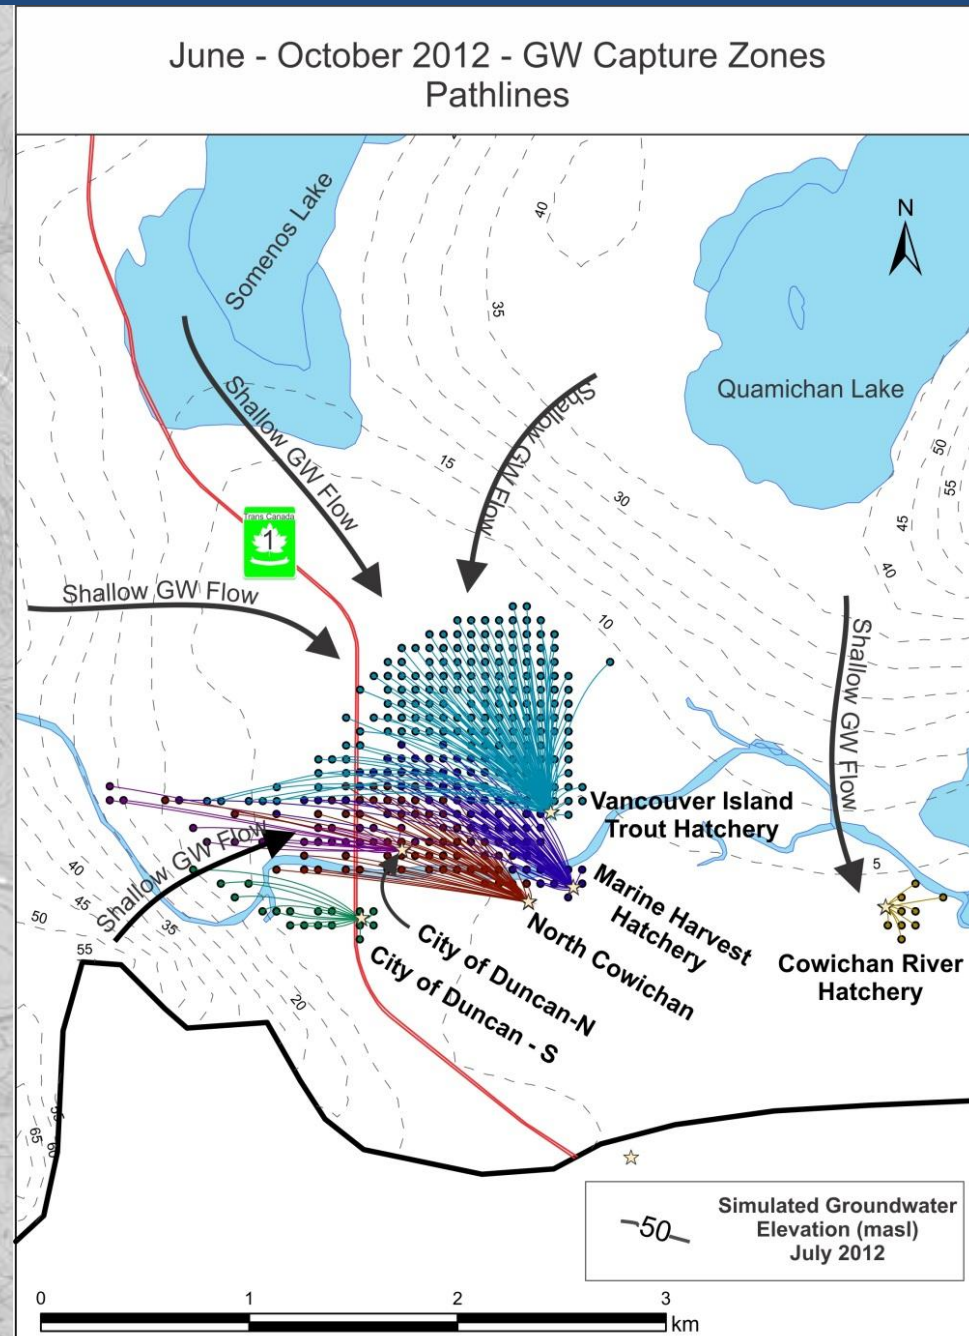 June - October 2012 - GW Capture Zones
Pathlines
Somenos Lake
40
N
35
Quamichan Lake
Shallow GW Flow
Shallow GW Flow
15
30
50
55
45
40
Trans Canada
1
Shallow GW Flow
10
Shallow GW Flow
Vancouver Island
Trout Hatchery
Shallow GW Flow
5
40
45
50
35
55
20
Marine Harvest
Hatchery
North Cowichan
City of Duncan-N
City of Duncan - S
Cowichan River
Hatchery
65
60
50
Simulated Groundwater
Elevation (masl)
July 2012
0 1 2 3
km